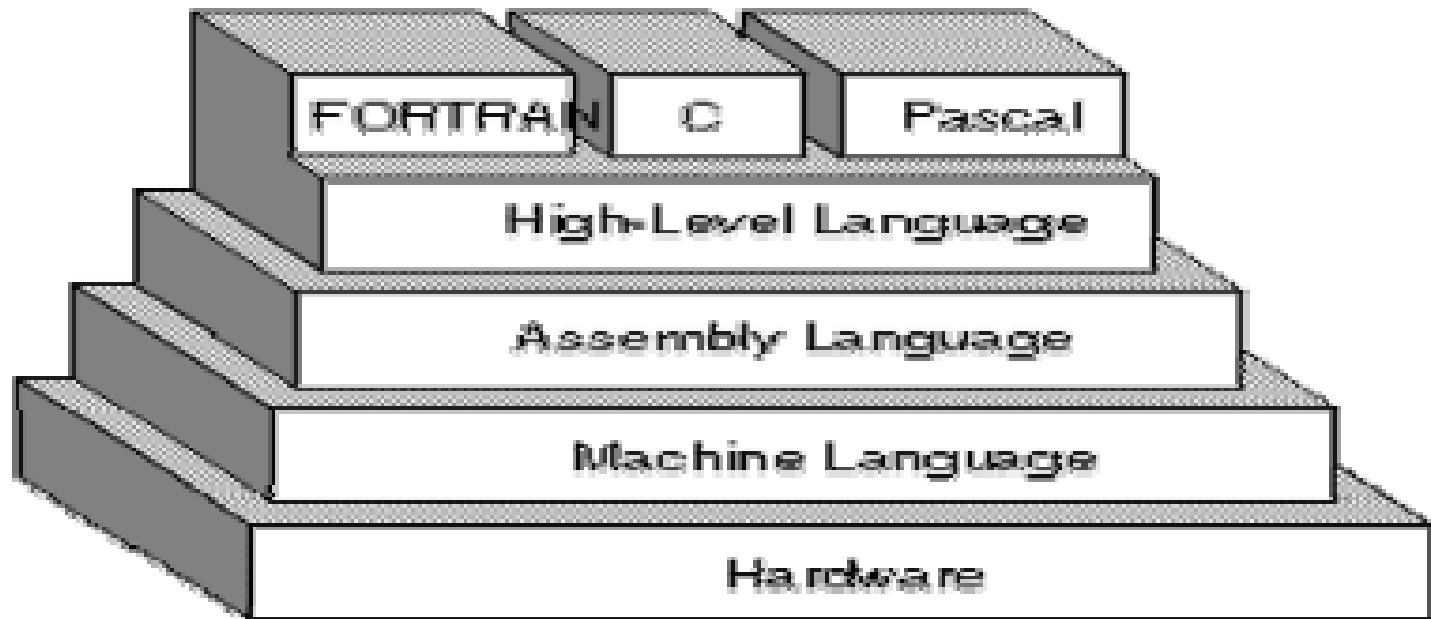 FORTRAN C Pascal
High-Level Language
Assembly Language
Machine Language
Hardware